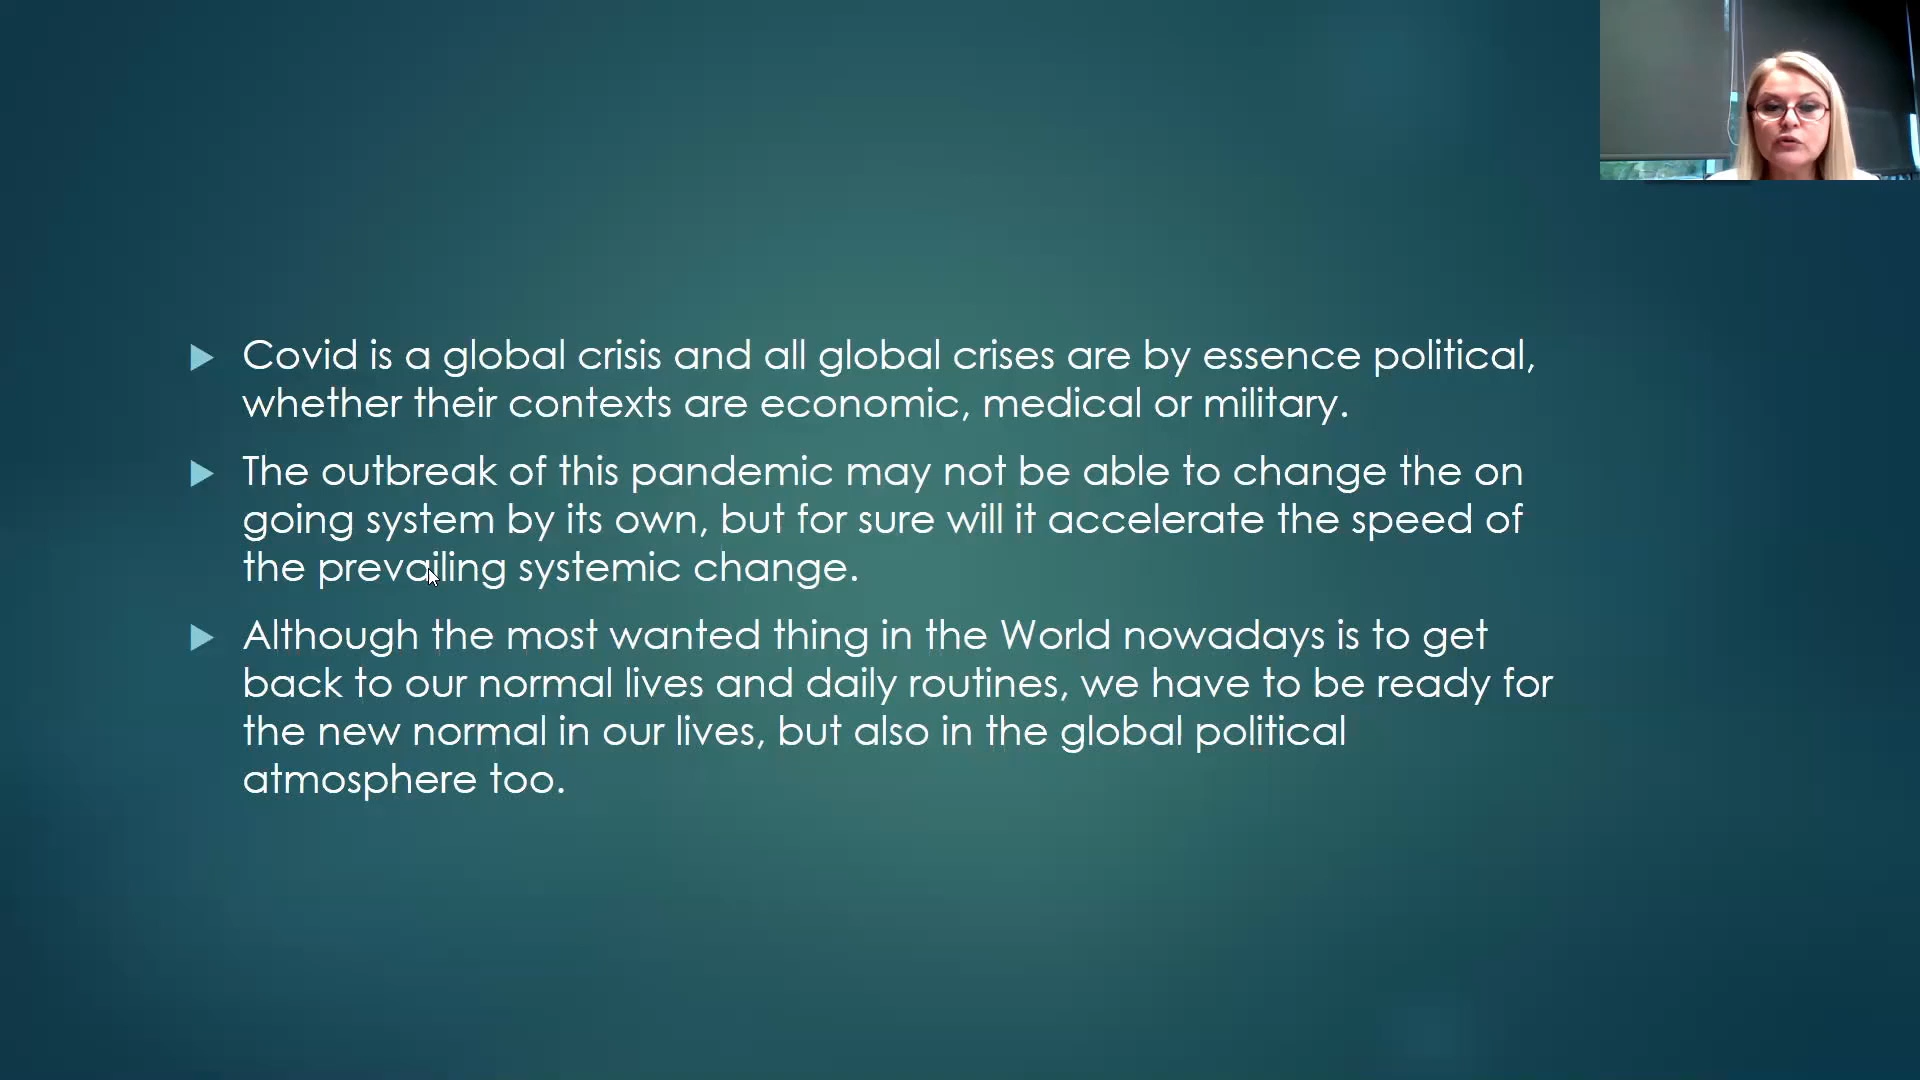 Covid is a global crisis and all global crises are by essence political,
whether their contexts are economic, medical or military.
The outbreak of this pandemic may not be able to change the on
going system by its own, but for sure will it accelerate the speed of
the prevailing systemic change.
Although the most wanted thing in the World nowadays is to get
back to our normal lives and daily routines, we have to be ready for
the new normal in our lives, but also in the global political
atmosphere too.